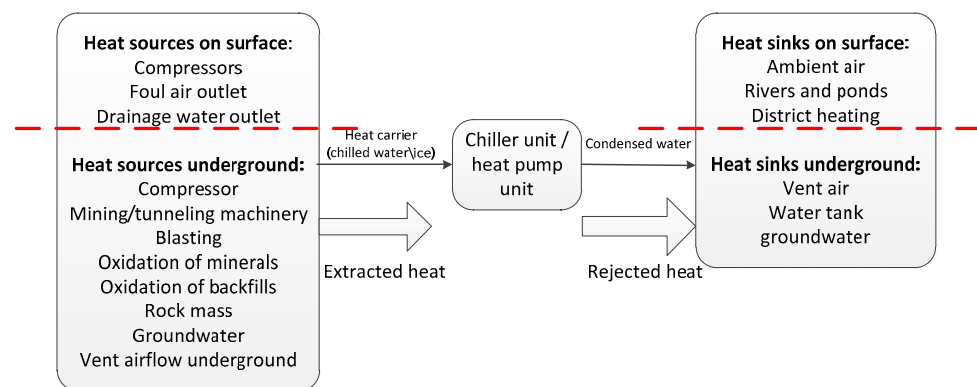 Heat sources on surface:
Compressors
Foul air outlet
Drainage water outlet
Heat sources underground:
Compressor
Mining/tunneling machinery
Blasting
Oxidation of minerals
Oxidation of backfills
Rock mass
Groundwater
Vent airflow underground
Heat carrier
(chilled water\ice)
Extracted heat
Chiller unit /
heat pump
unit
Condensed water
Rejected heat
Heat sinks on surface:
Ambient air
Rivers and ponds
District heating
Heat sinks underground:
Vent air
Water tank
groundwater